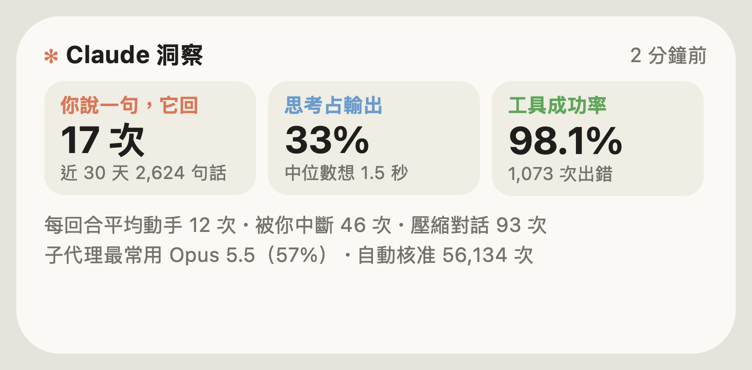 ✻ Claude 洞察
2 分鐘前
你說一句，它回
17 次
近 30 天 2,624 句話
思考占輸出
33%
中位數想 1.5 秒
工具成功率
98.1%
1,073 次出錯
每回合平均動手 12 次·被你中斷 46 次·壓縮對話 93 次
子代理最常用 Opus 5.5（57%）·自動核准 56,134 次